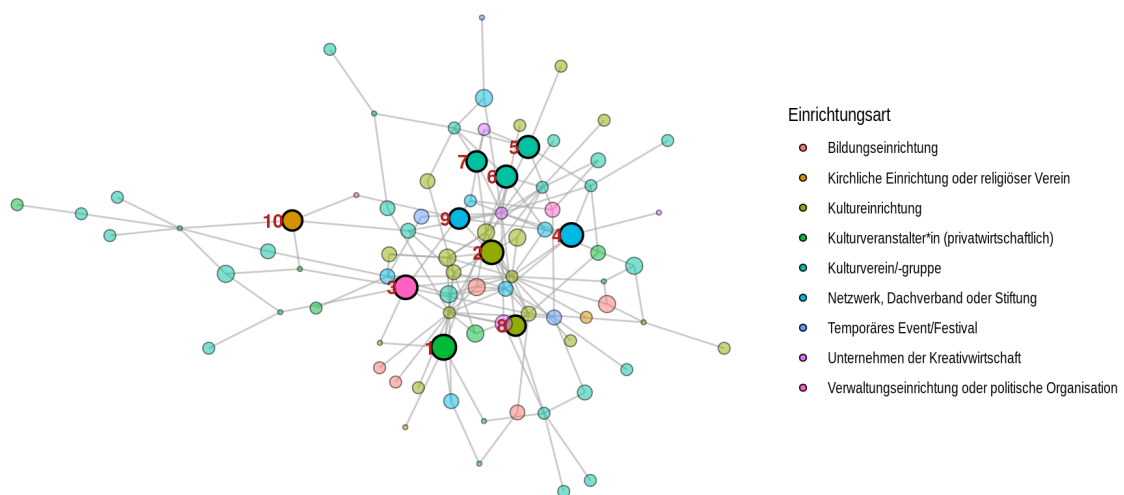 5
7
6
10
9
4
2
3
8
1
Einrichtungsart
Bildungseinrichtung
Kirchliche Einrichtung oder religiöser Verein
Kultureinrichtung
Kulturveranstalter*in (privatwirtschaftlich)
Kulturverein/-gruppe
Netzwerk, Dachverband oder Stiftung
Temporäres Event/Festival
Unternehmen der Kreativwirtschaft
Verwaltungseinrichtung oder politische Organisation